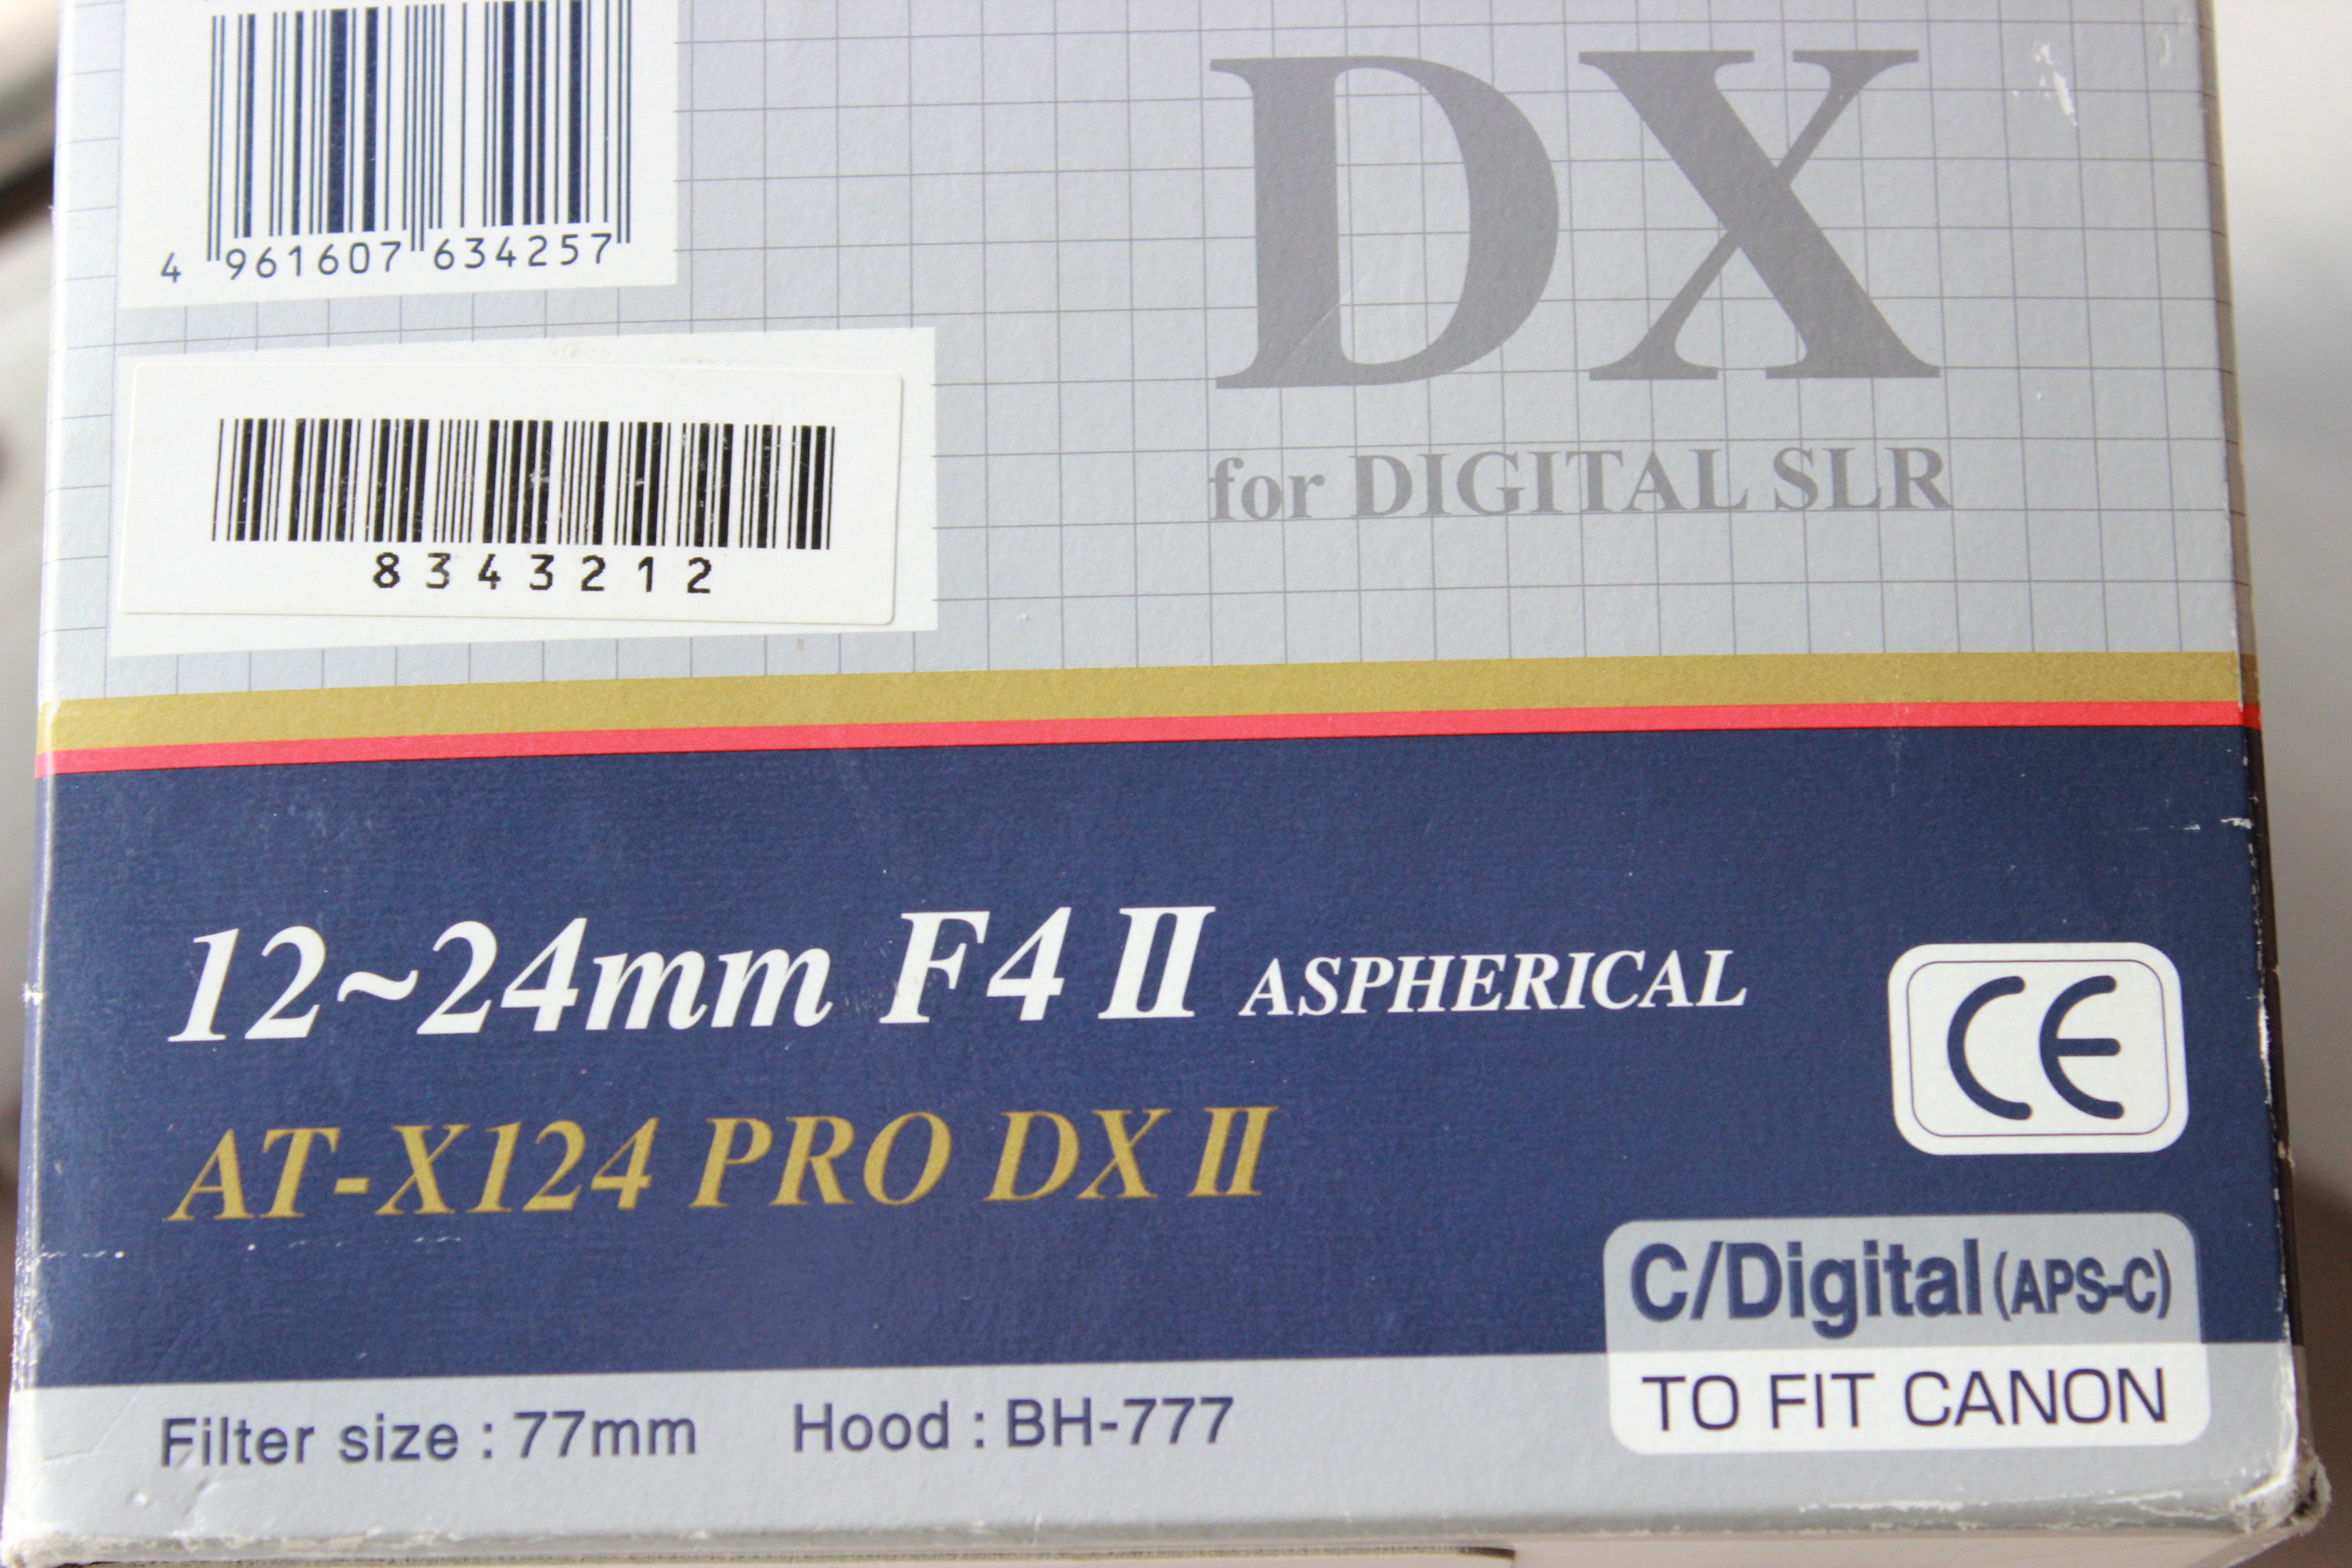 4 961607 634257
DX
for DIGITAL SLR
8343212
12~24mm F4 II ASPHERICAL
CE
AT-X124 PRO DX II
C/Digital (APS-C)
TO FIT CANON
Filter size : 77mm Hood : BH-777